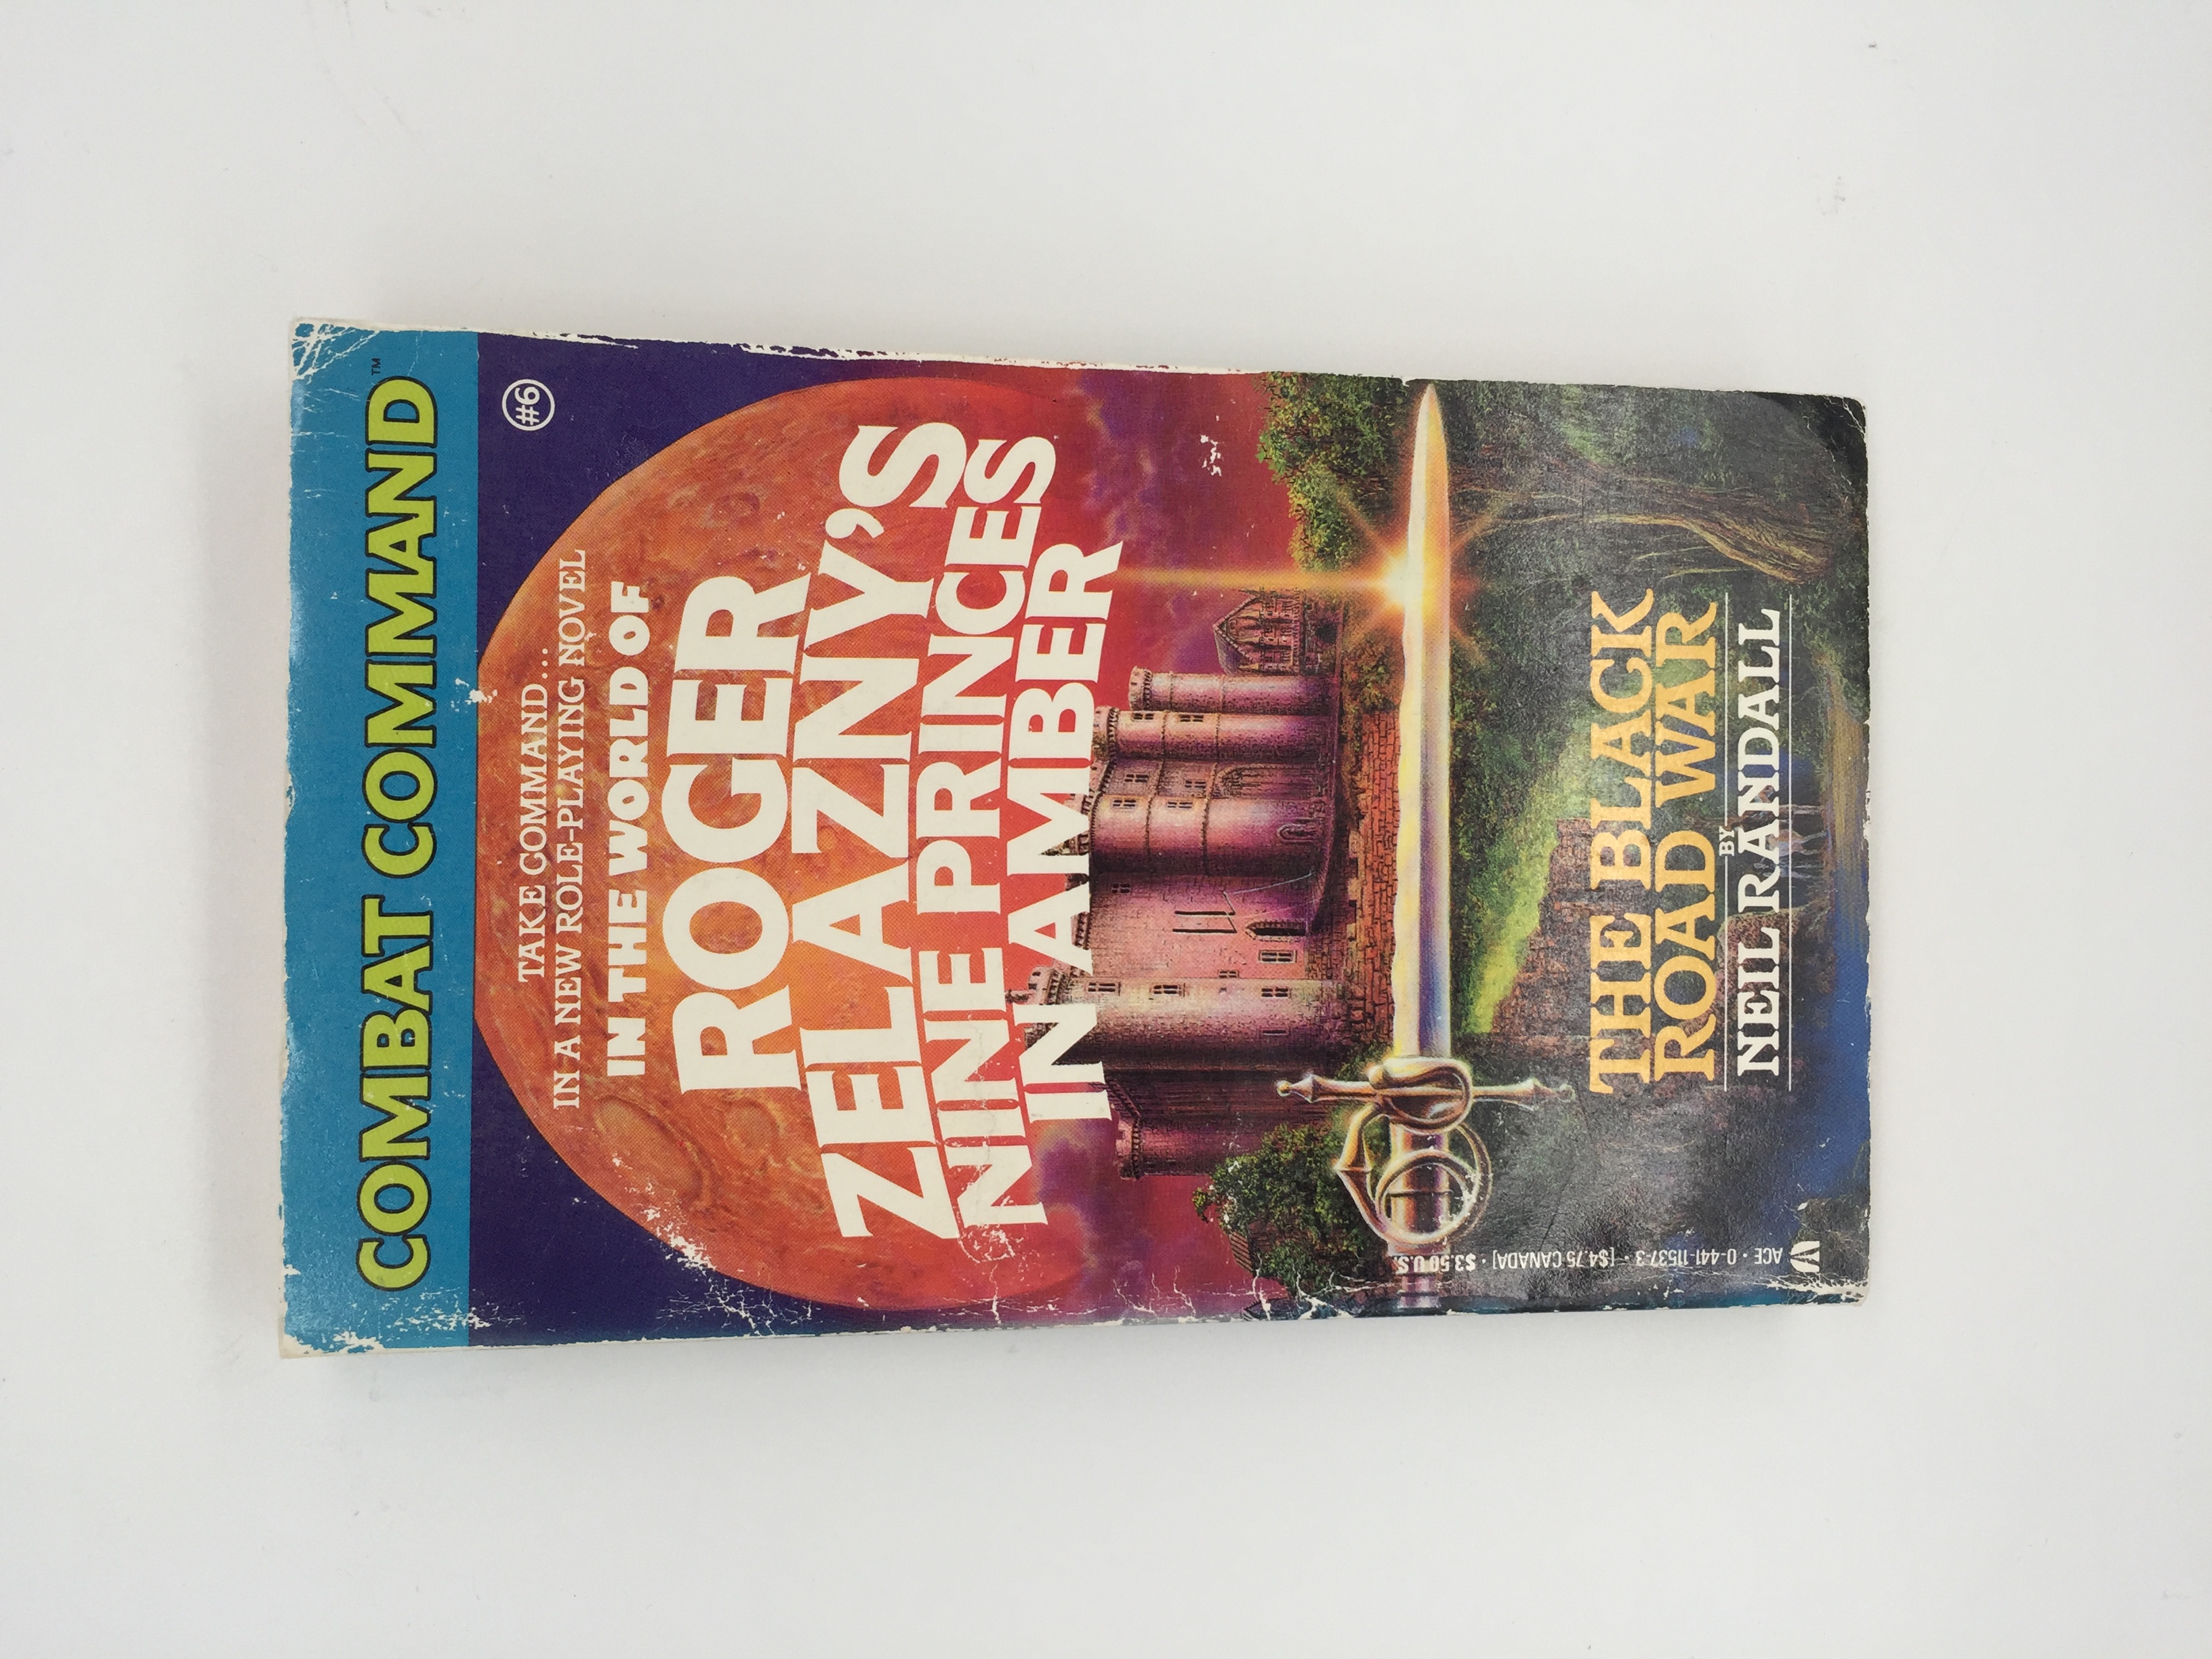 COMBAT COMMAND™
#6
TAKE COMMAND...
IN A NEW ROLE-PLAYING NOVEL
IN THE WORLD OF
ROGER
ZELAZNY'S
NINE PRINCES
IN AMBER
THE BLACK
ROAD WAR
BY
NEIL RANDALL
ACE • 0-441-11537-3 • [$4.75 CANADA] • $3.50 U.S.